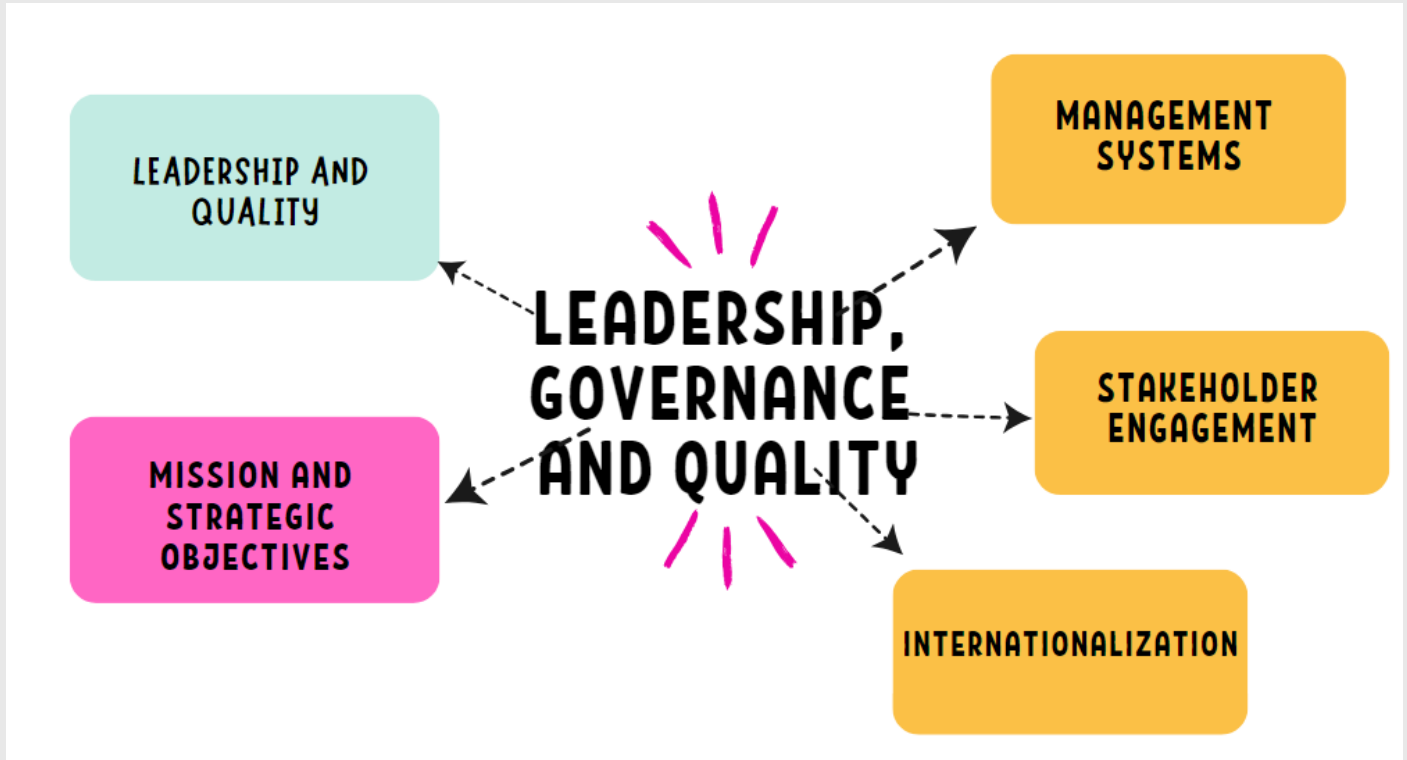 LEADERSHIP AND
QUALITY
MANAGEMENT
SYSTEMS
LEADERSHIP,
GOVERNANCE
AND QUALITY
STAKEHOLDER
ENGAGEMENT
MISSION AND
STRATEGIC
OBJECTIVES
INTERNATIONALIZATION